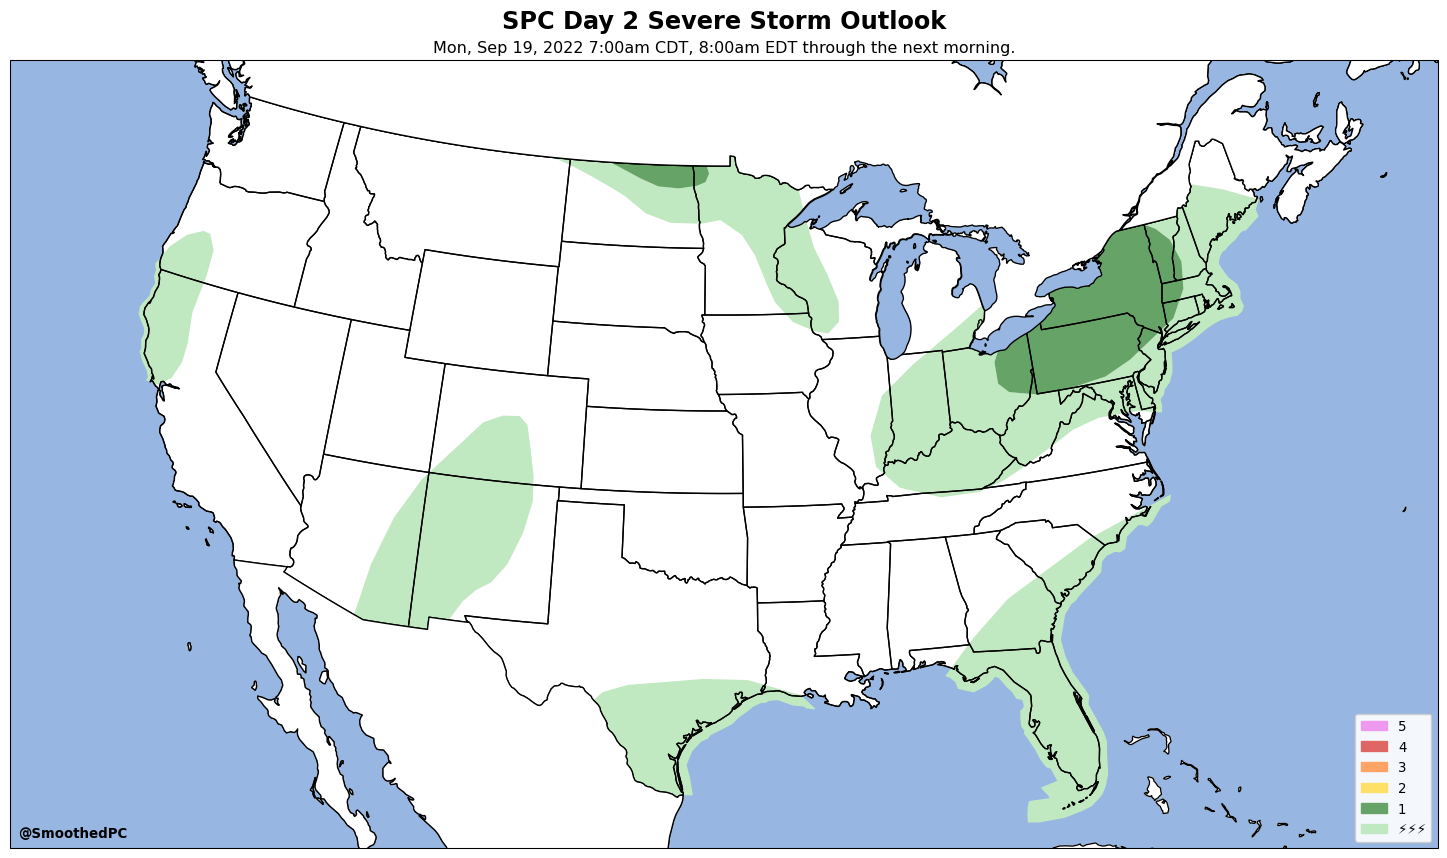 SPC Day 2 Severe Storm Outlook
Mon, Sep 19, 2022 7:00am CDT, 8:00am EDT through the next morning.
5
4
3
2
1
⚡⚡⚡
@SmoothedPC